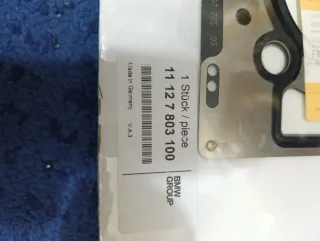 1 Stück / piece
11 12 7 803 100
Made in Germany
V.A.3
BMW
GROUP